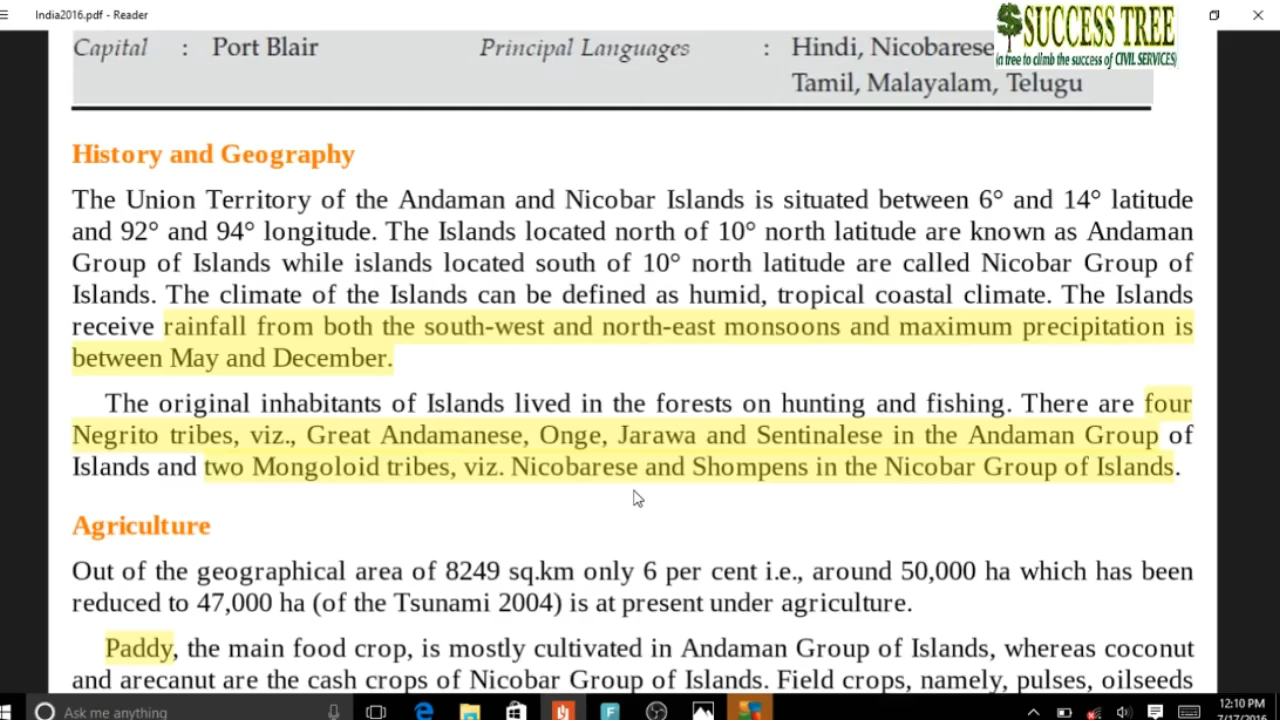 India2016.pdf - Reader
SUCCESS TREE
(a tree to climb the success of CIVIL SERVICES)
Capital : Port Blair Principal Languages : Hindi, Nicobarese
Tamil, Malayalam, Telugu
History and Geography
The Union Territory of the Andaman and Nicobar Islands is situated between 6° and 14° latitude
and 92° and 94° longitude. The Islands located north of 10° north latitude are known as Andaman
Group of Islands while islands located south of 10° north latitude are called Nicobar Group of
Islands. The climate of the Islands can be defined as humid, tropical coastal climate. The Islands
receive rainfall from both the south-west and north-east monsoons and maximum precipitation is
between May and December.
The original inhabitants of Islands lived in the forests on hunting and fishing. There are four
Negrito tribes, viz., Great Andamanese, Onge, Jarawa and Sentinalese in the Andaman Group of
Islands and two Mongoloid tribes, viz. Nicobarese and Shompens in the Nicobar Group of Islands.
Agriculture
Out of the geographical area of 8249 sq.km only 6 per cent i.e., around 50,000 ha which has been
reduced to 47,000 ha (of the Tsunami 2004) is at present under agriculture.
Paddy, the main food crop, is mostly cultivated in Andaman Group of Islands, whereas coconut
and arecanut are the cash crops of Nicobar Group of Islands. Field crops, namely, pulses, oilseeds
Ask me anything
12:10 PM